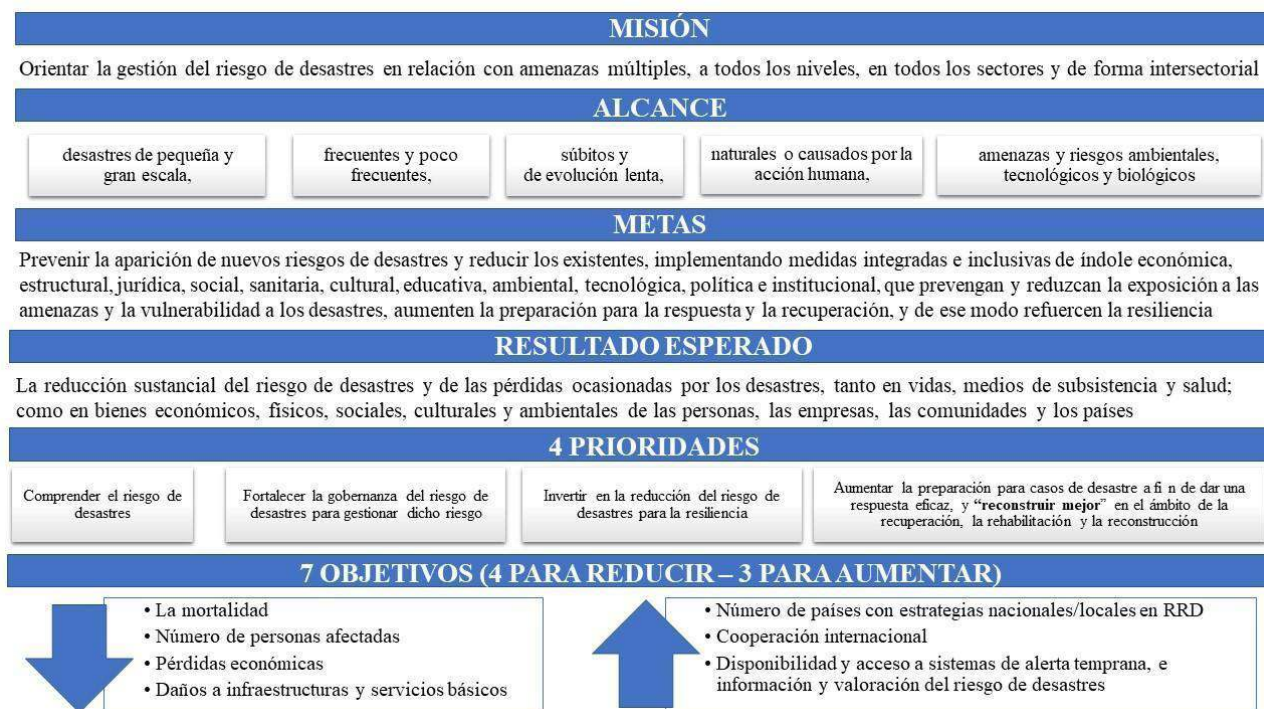 MISIÓN
Orientar la gestión del riesgo de desastres en relación con amenazas múltiples, a todos los niveles, en todos los sectores y de forma intersectorial
ALCANCE
desastres de pequeña y
gran escala,
frecuentes y poco
frecuentes,
súbitos y
de evolución lenta,
naturales o causados por la
acción humana,
amenazas y riesgos ambientales,
tecnológicos y biológicos
METAS
Prevenir la aparición de nuevos riesgos de desastres y reducir los existentes, implementando medidas integradas e inclusivas de índole económica,
estructural, jurídica, social, sanitaria, cultural, educativa, ambiental, tecnológica, política e institucional, que prevengan y reduzcan la exposición a las
amenazas y la vulnerabilidad a los desastres, aumenten la preparación para la respuesta y la recuperación, y de ese modo refuercen la resiliencia
RESULTADO ESPERADO
La reducción sustancial del riesgo de desastres y de las pérdidas ocasionadas por los desastres, tanto en vidas, medios de subsistencia y salud;
como en bienes económicos, físicos, sociales, culturales y ambientales de las personas, las empresas, las comunidades y los países
4 PRIORIDADES
Comprender el riesgo de
desastres
Fortalecer la gobernanza del riesgo de
desastres para gestionar dicho riesgo
Invertir en la reducción del riesgo de
desastres para la resiliencia
Aumentar la preparación para casos de desastre a fi n de dar una
respuesta eficaz, y "reconstruir mejor" en el ámbito de la
recuperación, la rehabilitación y la reconstrucción
7 OBJETIVOS (4 PARA REDUCIR – 3 PARA AUMENTAR)
• La mortalidad
• Número de personas afectadas
• Pérdidas económicas
• Daños a infraestructuras y servicios básicos
• Número de países con estrategias nacionales/locales en RRD
• Cooperación internacional
• Disponibilidad y acceso a sistemas de alerta temprana, e
información y valoración del riesgo de desastres